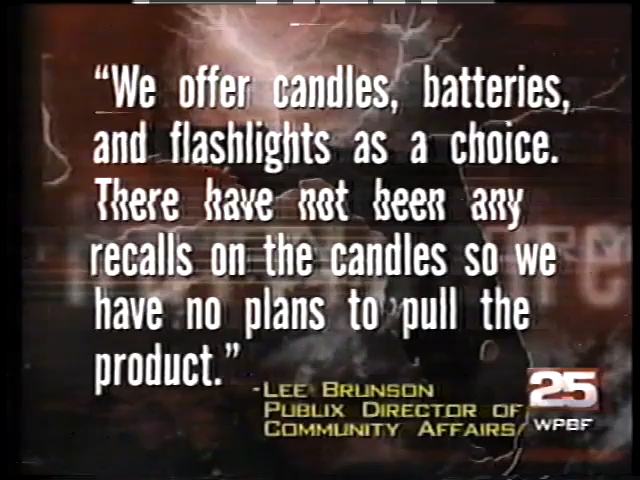 “We offer candles, batteries,
and flashlights as a choice.
There have not been any
recalls on the candles so we
have no plans to pull the
product.”
-Lee Brunson
Publix Director of
Community Affairs
25
WPBF